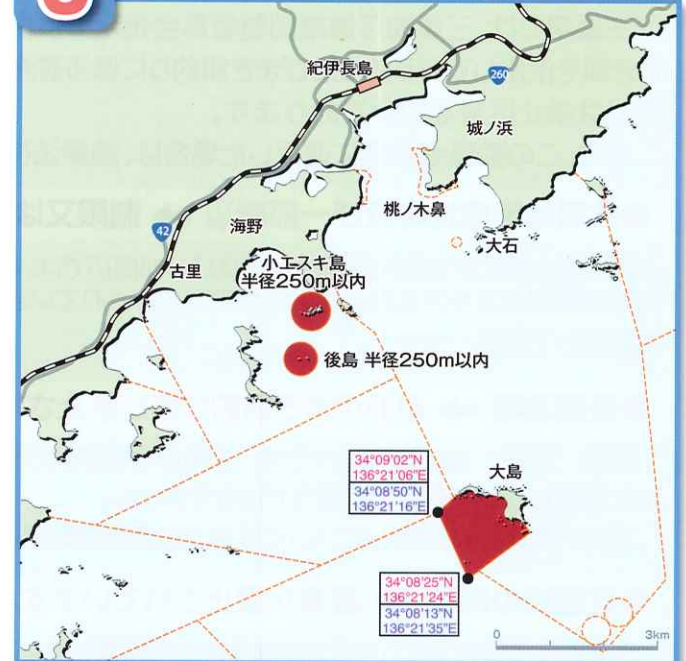 紀伊長島
260
城ノ浜
桃ノ木鼻
42
海野
大石
古里
小エスキ島
半径250m以内
後島 半径250m以内
34°09'02"N
136°21'06"E
34°08'50"N
136°21'16"E
大島
34°08'25"N
136°21'24"E
34°08'13"N
136°21'35"E
0 3km